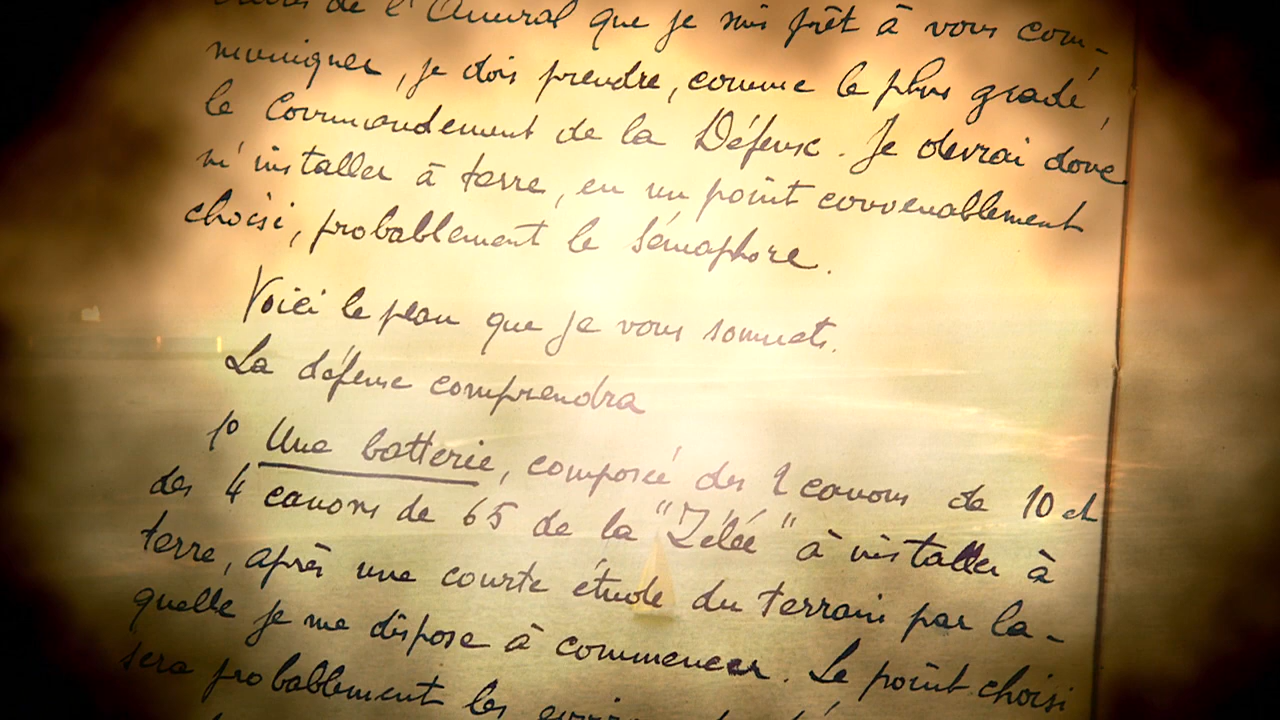 de l'Amiral que je suis prêt à vous com-
muniquer, je dois prendre, comme le plus gradé,
le Commandement de la Défense. Je devrai donc
m'installer à terre, en un point convenablement
choisi, probablement le Sémaphore.
Voici le plan que je vous soumets.
La défense comprendra
1º Une batterie, composée des 2 canons de 10 et
des 4 canons de 65 de la "Zélée" à installer à
terre, après une courte étude du terrain par la-
quelle je me dispose à commencer. Le point choisi
sera probablement les